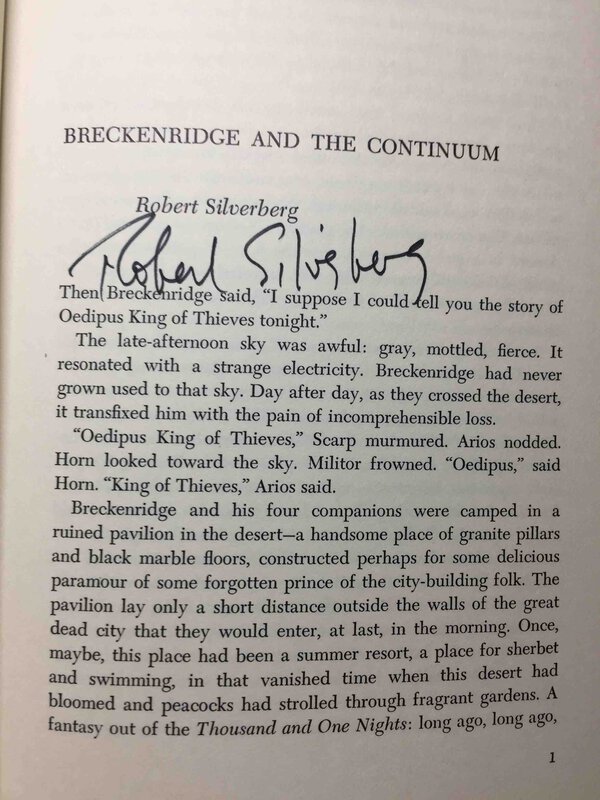 BRECKENRIDGE AND THE CONTINUUM
Robert Silverberg
Robert Silverberg
Then Breckenridge said, “I suppose I could tell you the story of
Oedipus King of Thieves tonight.”
The late-afternoon sky was awful: gray, mottled, fierce. It
resonated with a strange electricity. Breckenridge had never
grown used to that sky. Day after day, as they crossed the desert,
it transfixed him with the pain of incomprehensible loss.
“Oedipus King of Thieves,” Scarp murmured. Arios nodded.
Horn looked toward the sky. Militor frowned. “Oedipus,” said
Horn. “King of Thieves,” Arios said.
Breckenridge and his four companions were camped in a
ruined pavilion in the desert—a handsome place of granite pillars
and black marble floors, constructed perhaps for some delicious
paramour of some forgotten prince of the city-building folk. The
pavilion lay only a short distance outside the walls of the great
dead city that they would enter, at last, in the morning. Once,
maybe, this place had been a summer resort, a place for sherbet
and swimming, in that vanished time when this desert had
bloomed and peacocks had strolled through fragrant gardens. A
fantasy out of the Thousand and One Nights: long ago, long ago,
1